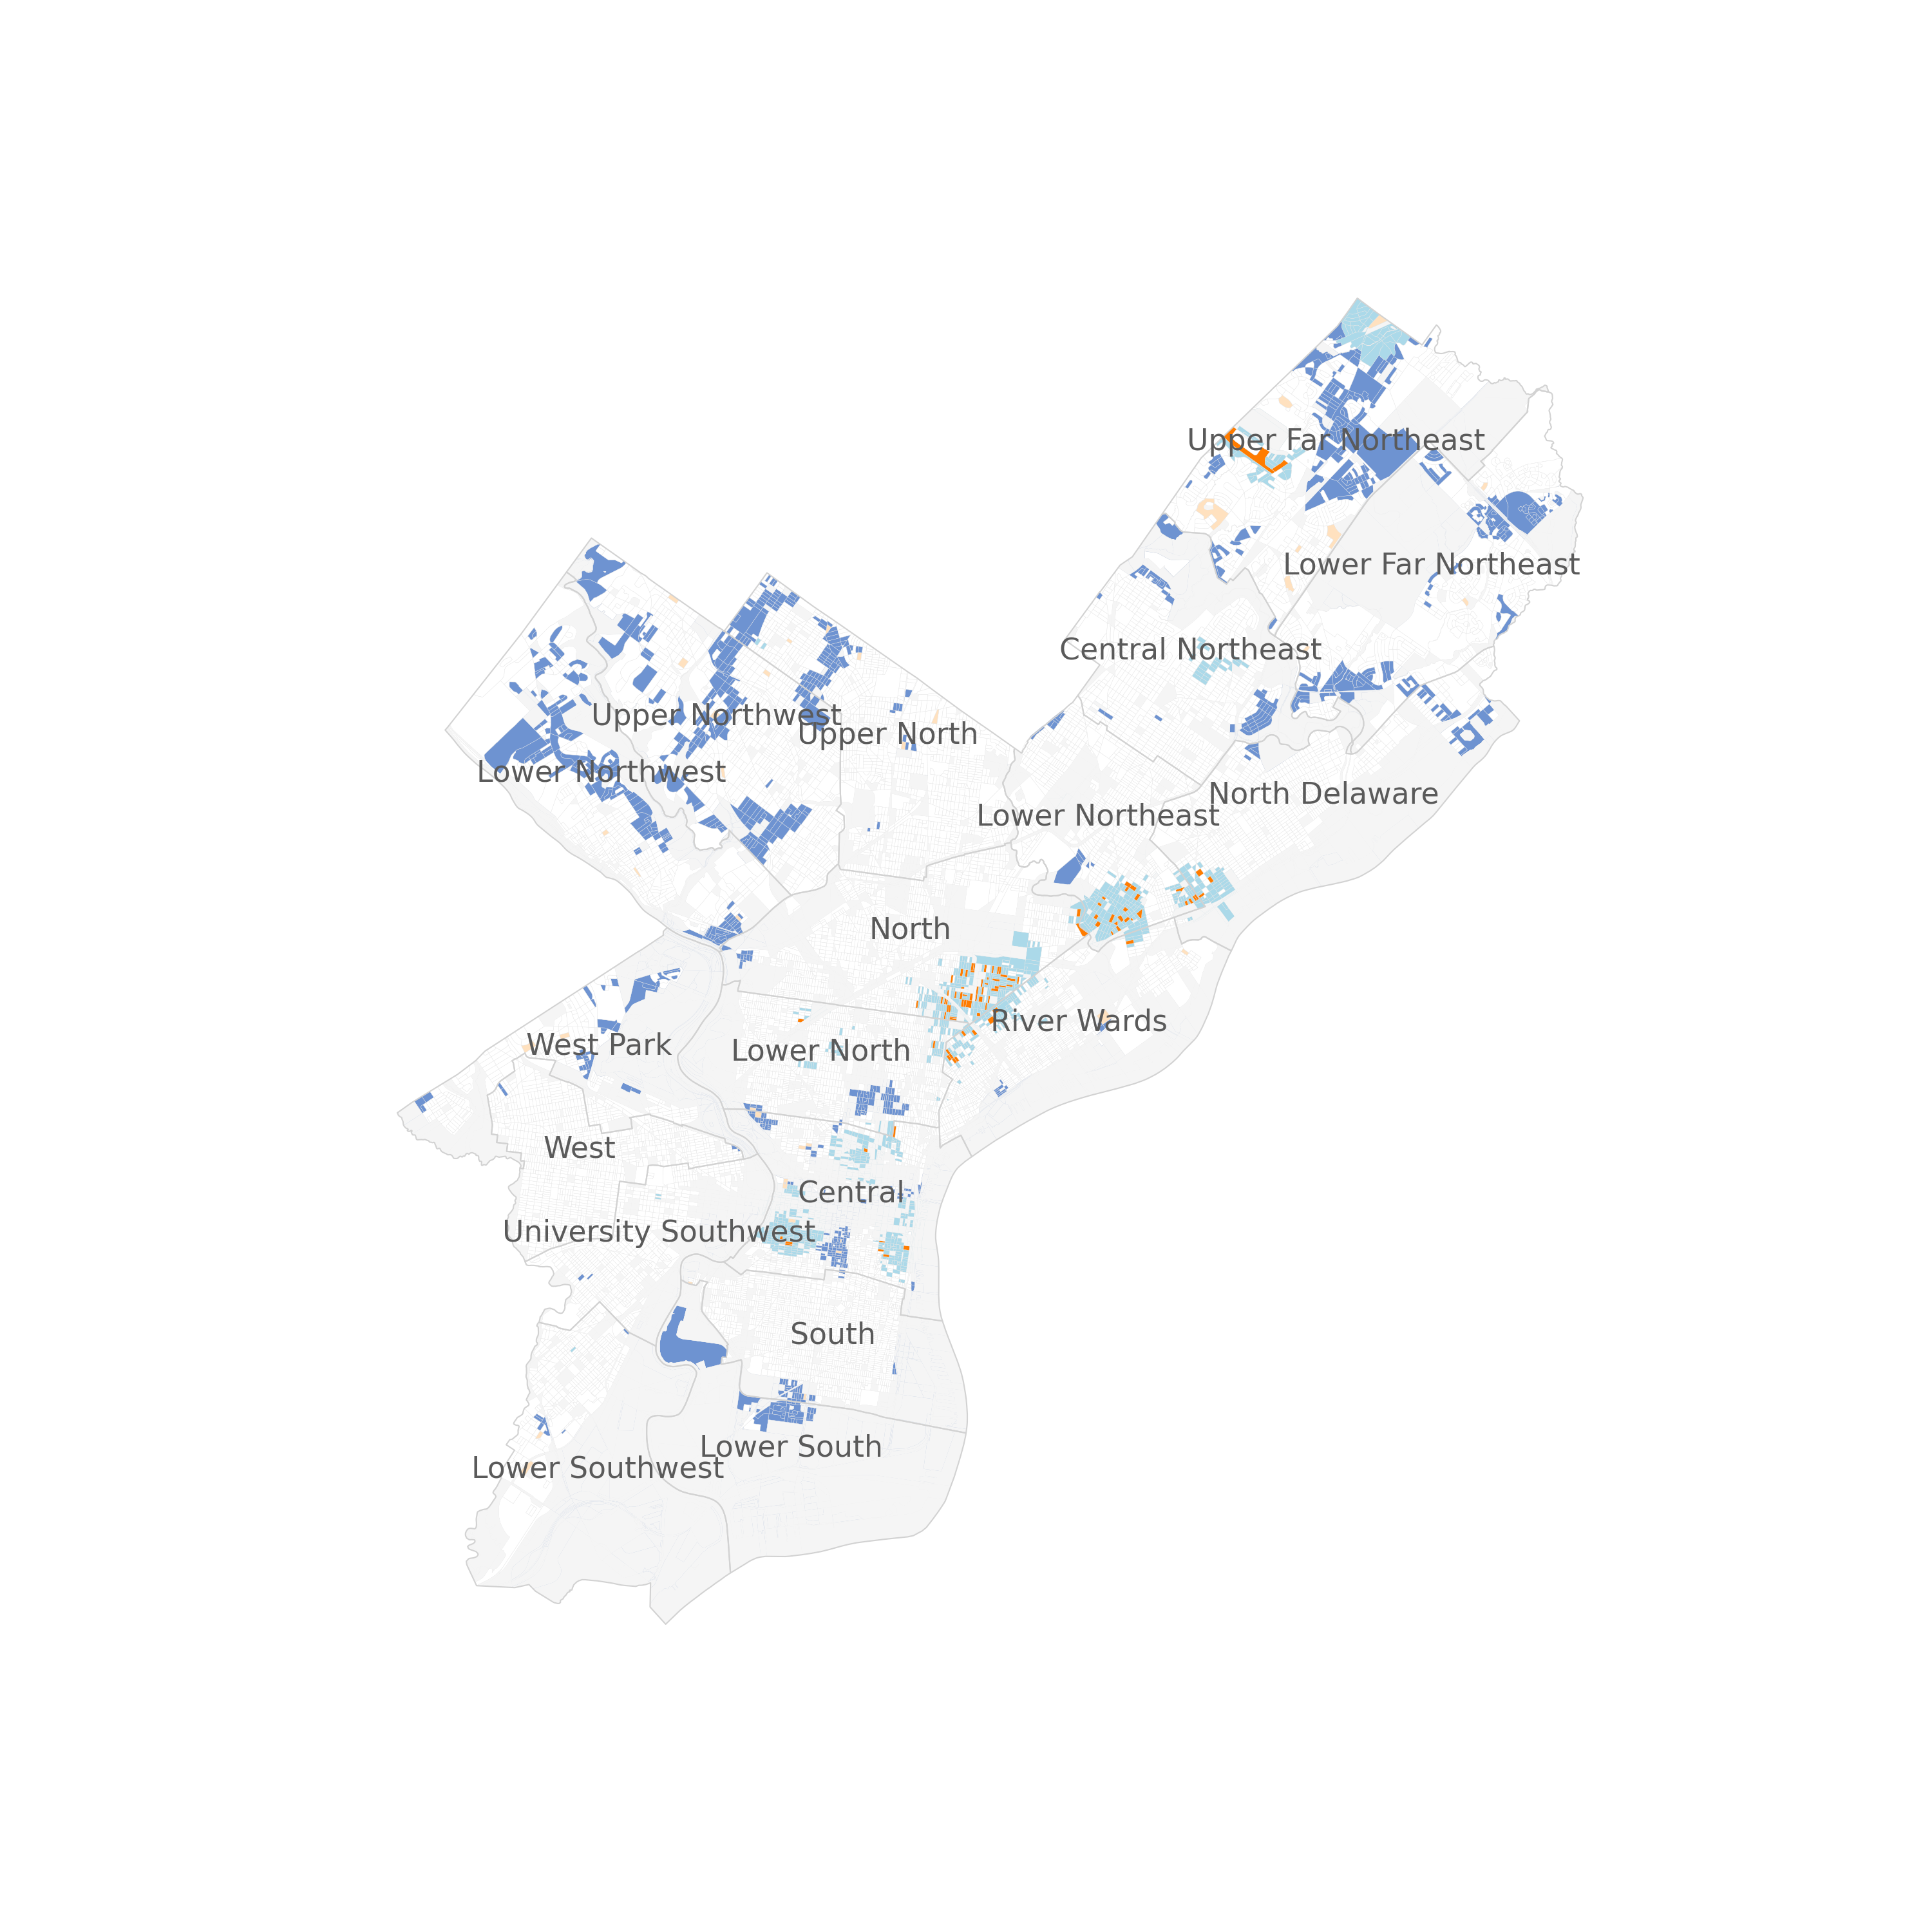 Upper Far Northeast
Lower Far Northeast
Central Northeast
Upper Northwest
Upper North
Lower Northwest
North Delaware
Lower Northeast
North
River Wards
West Park
Lower North
West
Central
University Southwest
South
Lower South
Lower Southwest